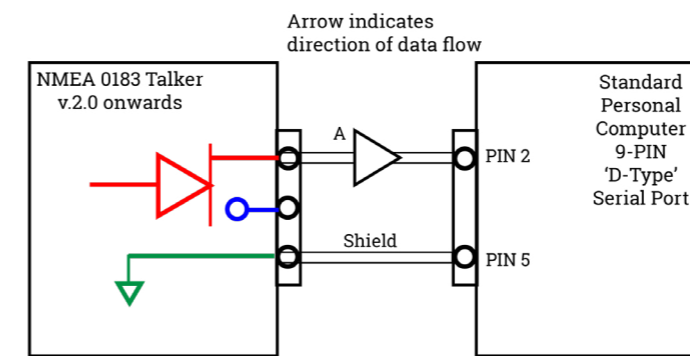 Arrow indicates
direction of data flow
NMEA 0183 Talker
v.2.0 onwards
A
Shield
PIN 2
PIN 5
Standard
Personal
Computer
9-PIN
‘D-Type’
Serial Port